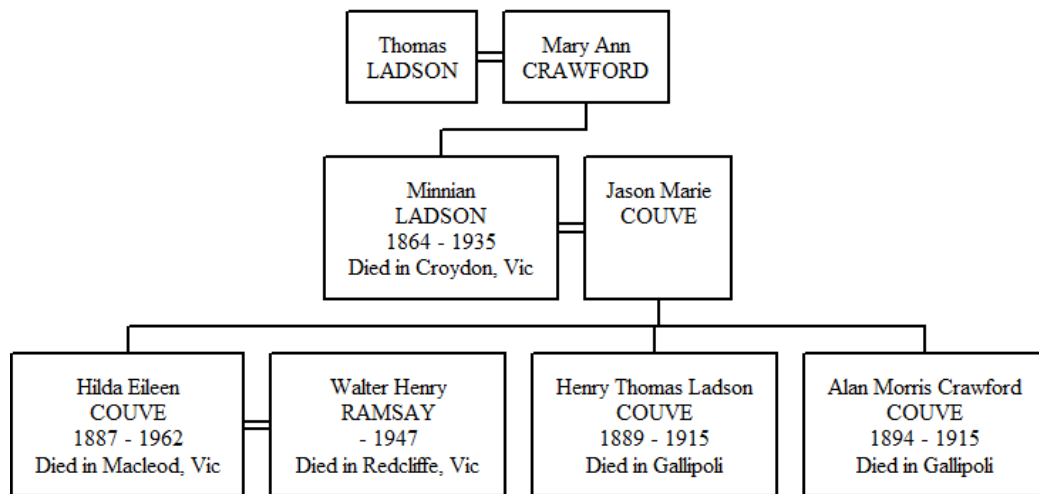 Thomas
LADSON
Mary Ann
CRAWFORD
Minnian
LADSON
1864 - 1935
Died in Croydon, Vic
Jason Marie
COUVE
Hilda Eileen
COUVE
1887 - 1962
Died in Macleod, Vic
Walter Henry
RAMSAY
- 1947
Died in Redcliffe, Vic
Henry Thomas Ladson
COUVE
1889 - 1915
Died in Gallipoli
Alan Morris Crawford
COUVE
1894 - 1915
Died in Gallipoli